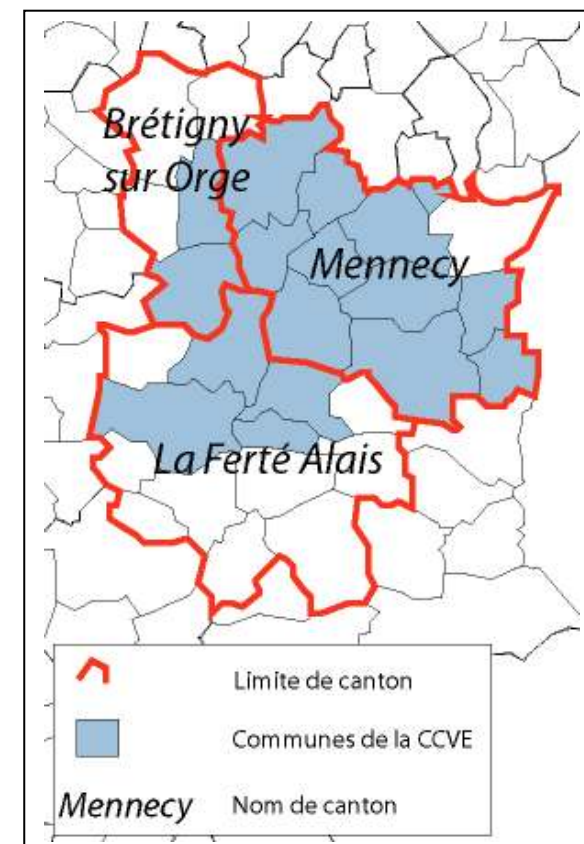 Brétigny
sur Orge
Mennecy
La Ferté Alais
Limite de canton
Communes de la CCVE
Mennecy Nom de canton